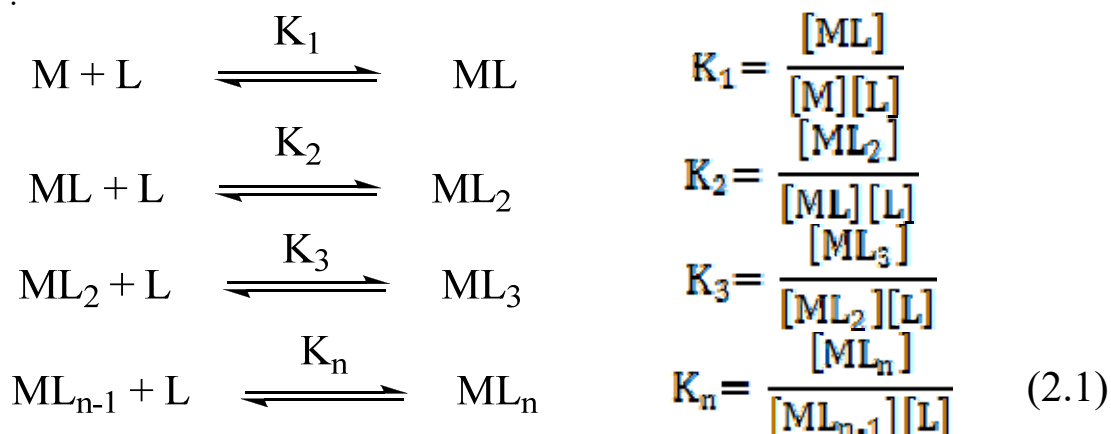 .
M + L ⇌ ML (K₁) K₁ = [ML] / [M][L]
ML + L ⇌ ML₂ (K₂) K₂ = [ML₂] / [ML][L]
ML₂ + L ⇌ ML₃ (K₃) K₃ = [ML₃] / [ML₂][L]
MLₙ₋₁ + L ⇌ MLₙ (Kₙ) Kₙ = [MLₙ] / [MLₙ₋₁][L] (2.1)